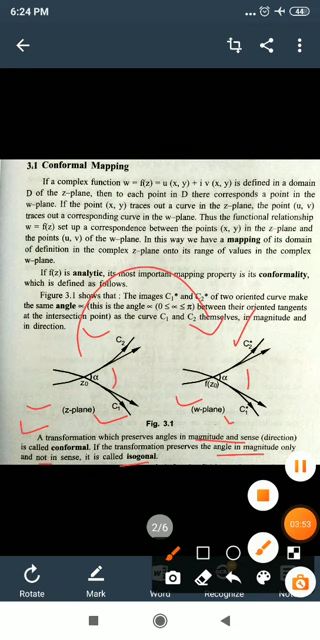 6:24 PM
44
3.1 Conformal Mapping
If a complex function w = f(z) = u (x, y) + i v (x, y) is defined in a domain
D of the z-plane, then to each point in D there corresponds a point in the
w-plane. If the point (x, y) traces out a curve in the z-plane, the point (u, v)
traces out a corresponding curve in the w-plane. Thus the functional relationship
w = f(z) set up a correspondence between the points (x, y) in the z-plane and
the points (u, v) of the w-plane. In this way we have a mapping of its domain
of definition in the complex z-plane onto its range of values in the complex
w-plane.
If f(z) is analytic, its most important mapping property is its conformality,
which is defined as follows.
Figure 3.1 shows that : The images C₁* and C₂* of two oriented curve make
the same angle ∝ (this is the angle ∝ (0 ≤ ∝ ≤ π) between their oriented tangents
at the intersection point) as the curve C₁ and C₂ themselves, in magnitude and
in direction.
C₂
C₂*
α
z₀
α
f(z₀)
C₁
C₁*
(z-plane)
(w-plane)
Fig. 3.1
A transformation which preserves angles in magnitude and sense (direction)
is called conformal. If the transformation preserves the angle in magnitude only
and not in sense, it is called isogonal.
2/6
03:53
Rotate
Mark
Word
Recognize